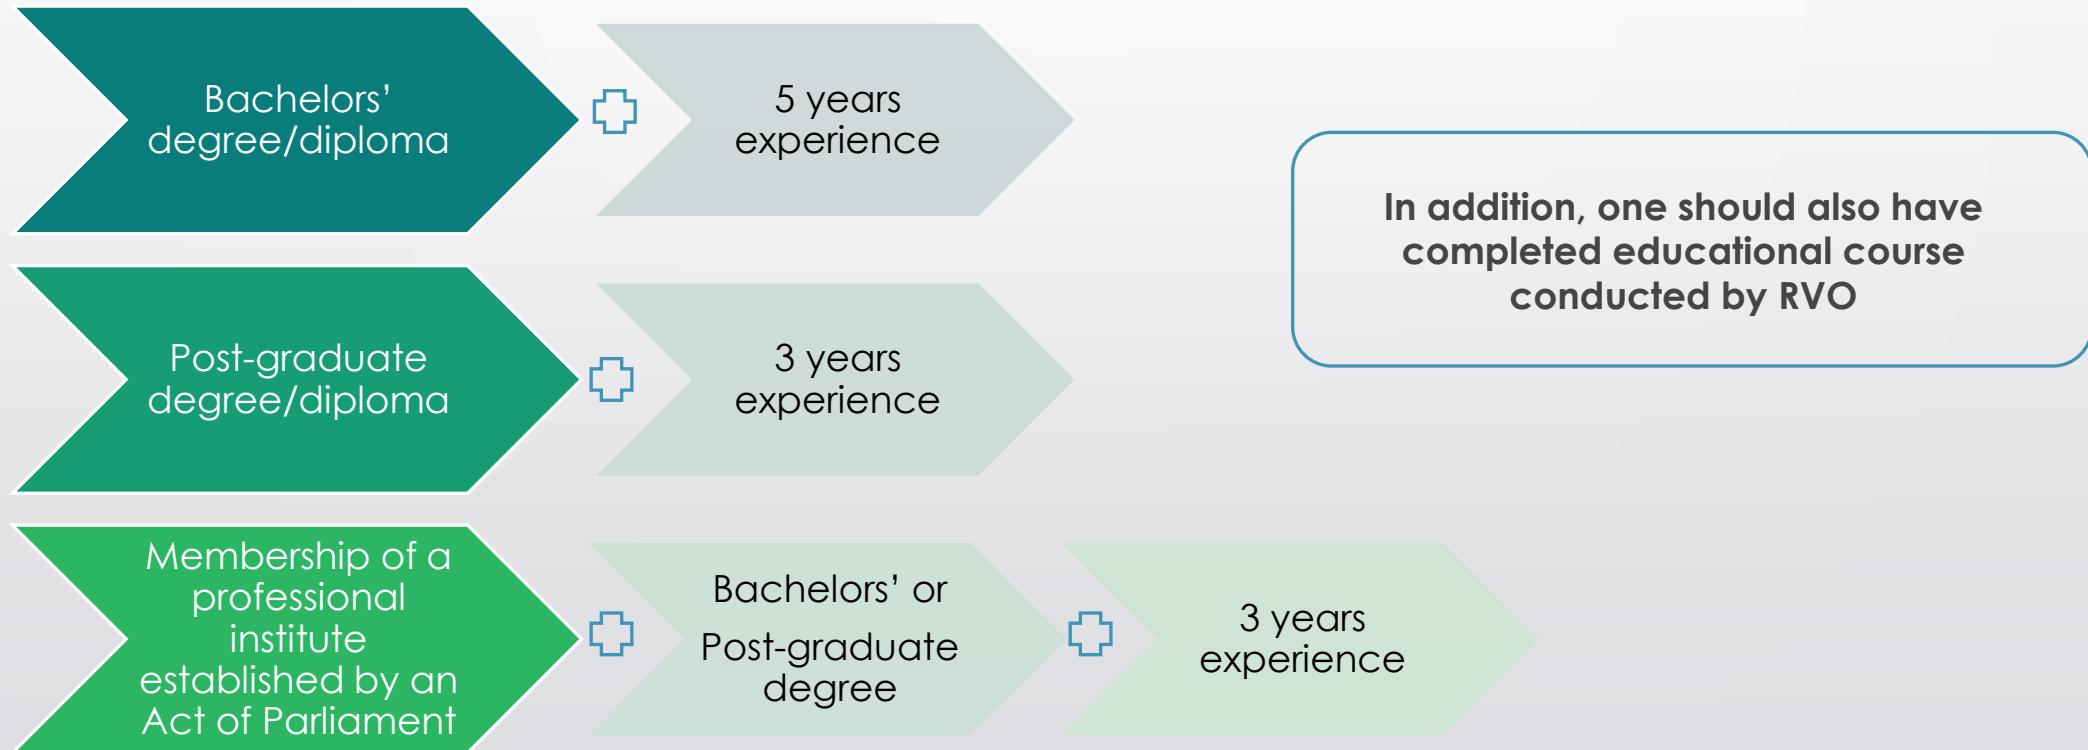 Bachelors’
degree/diploma
5 years
experience
In addition, one should also have
completed educational course
conducted by RVO
Post-graduate
degree/diploma
3 years
experience
Membership of a
professional
institute
established by an
Act of Parliament
Bachelors’ or
Post-graduate
degree
3 years
experience